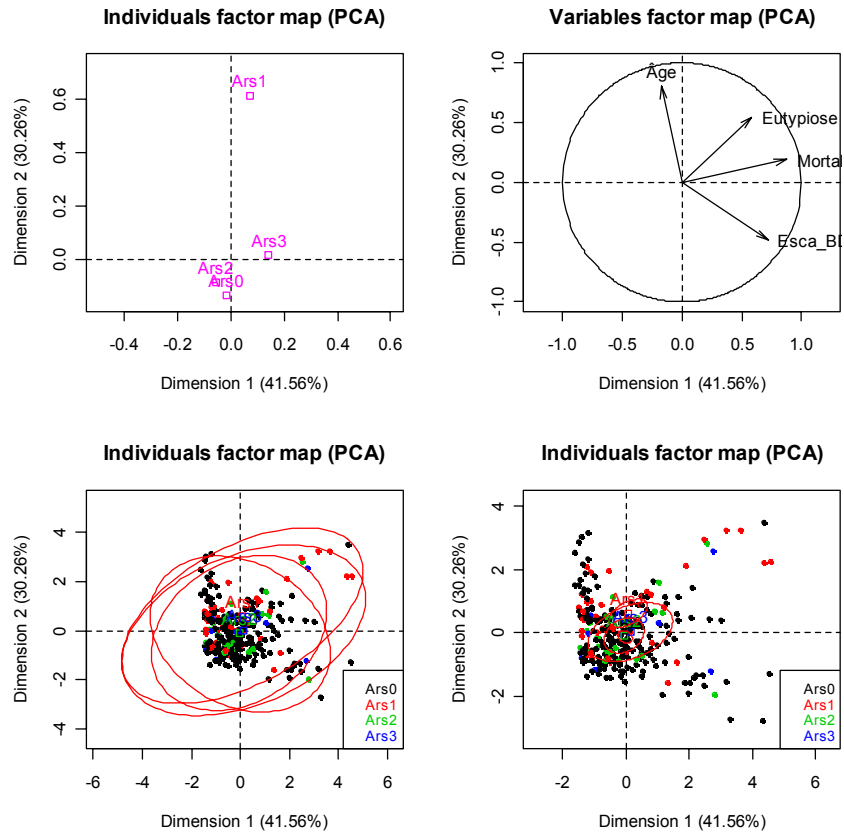 Individuals factor map (PCA)
Dimension 2 (30.26%)
0.6
0.4
0.2
0.0
Ars1
Ars3
Ars2
Ars0
-0.4 -0.2 0.0 0.2 0.4 0.6
Dimension 1 (41.56%)
Variables factor map (PCA)
Dimension 2 (30.26%)
1.0
0.5
0.0
-0.5
-1.0
Âge
Eutypiose
Mortal
Esca_BD
-1.0 -0.5 0.0 0.5 1.0
Dimension 1 (41.56%)
Individuals factor map (PCA)
Dimension 2 (30.26%)
4
2
0
-2
-4
Ars0
Ars1
Ars2
Ars3
-6 -4 -2 0 2 4 6
Dimension 1 (41.56%)
Individuals factor map (PCA)
Dimension 2 (30.26%)
4
2
0
-2
Ars0
Ars1
Ars2
Ars3
-2 0 2 4 6
Dimension 1 (41.56%)